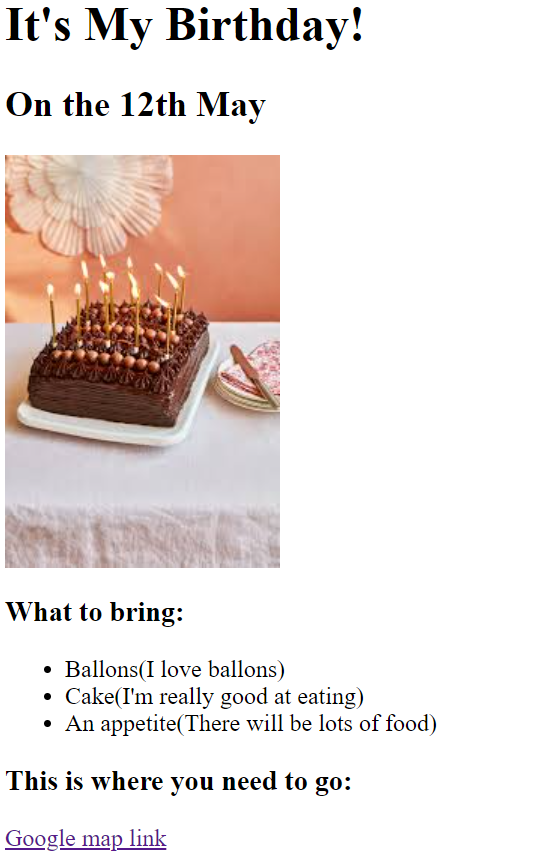 It's My Birthday!
On the 12th May
What to bring:
Ballons(I love ballons)
Cake(I'm really good at eating)
An appetite(There will be lots of food)
This is where you need to go:
Google map link